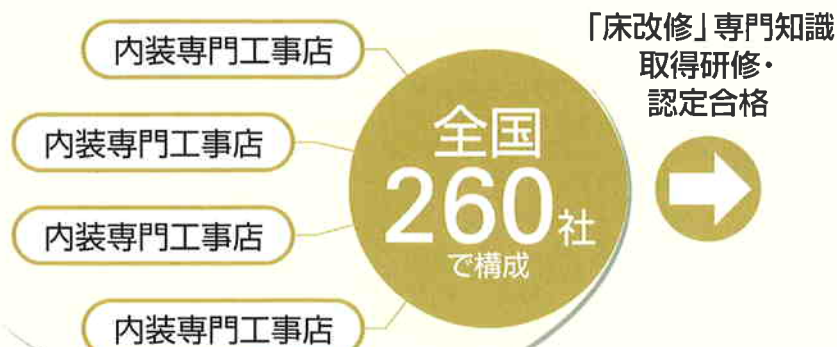 内装専門工事店
内装専門工事店
内装専門工事店
内装専門工事店
全国
260社
で構成
「床改修」専門知識
取得研修・
認定合格